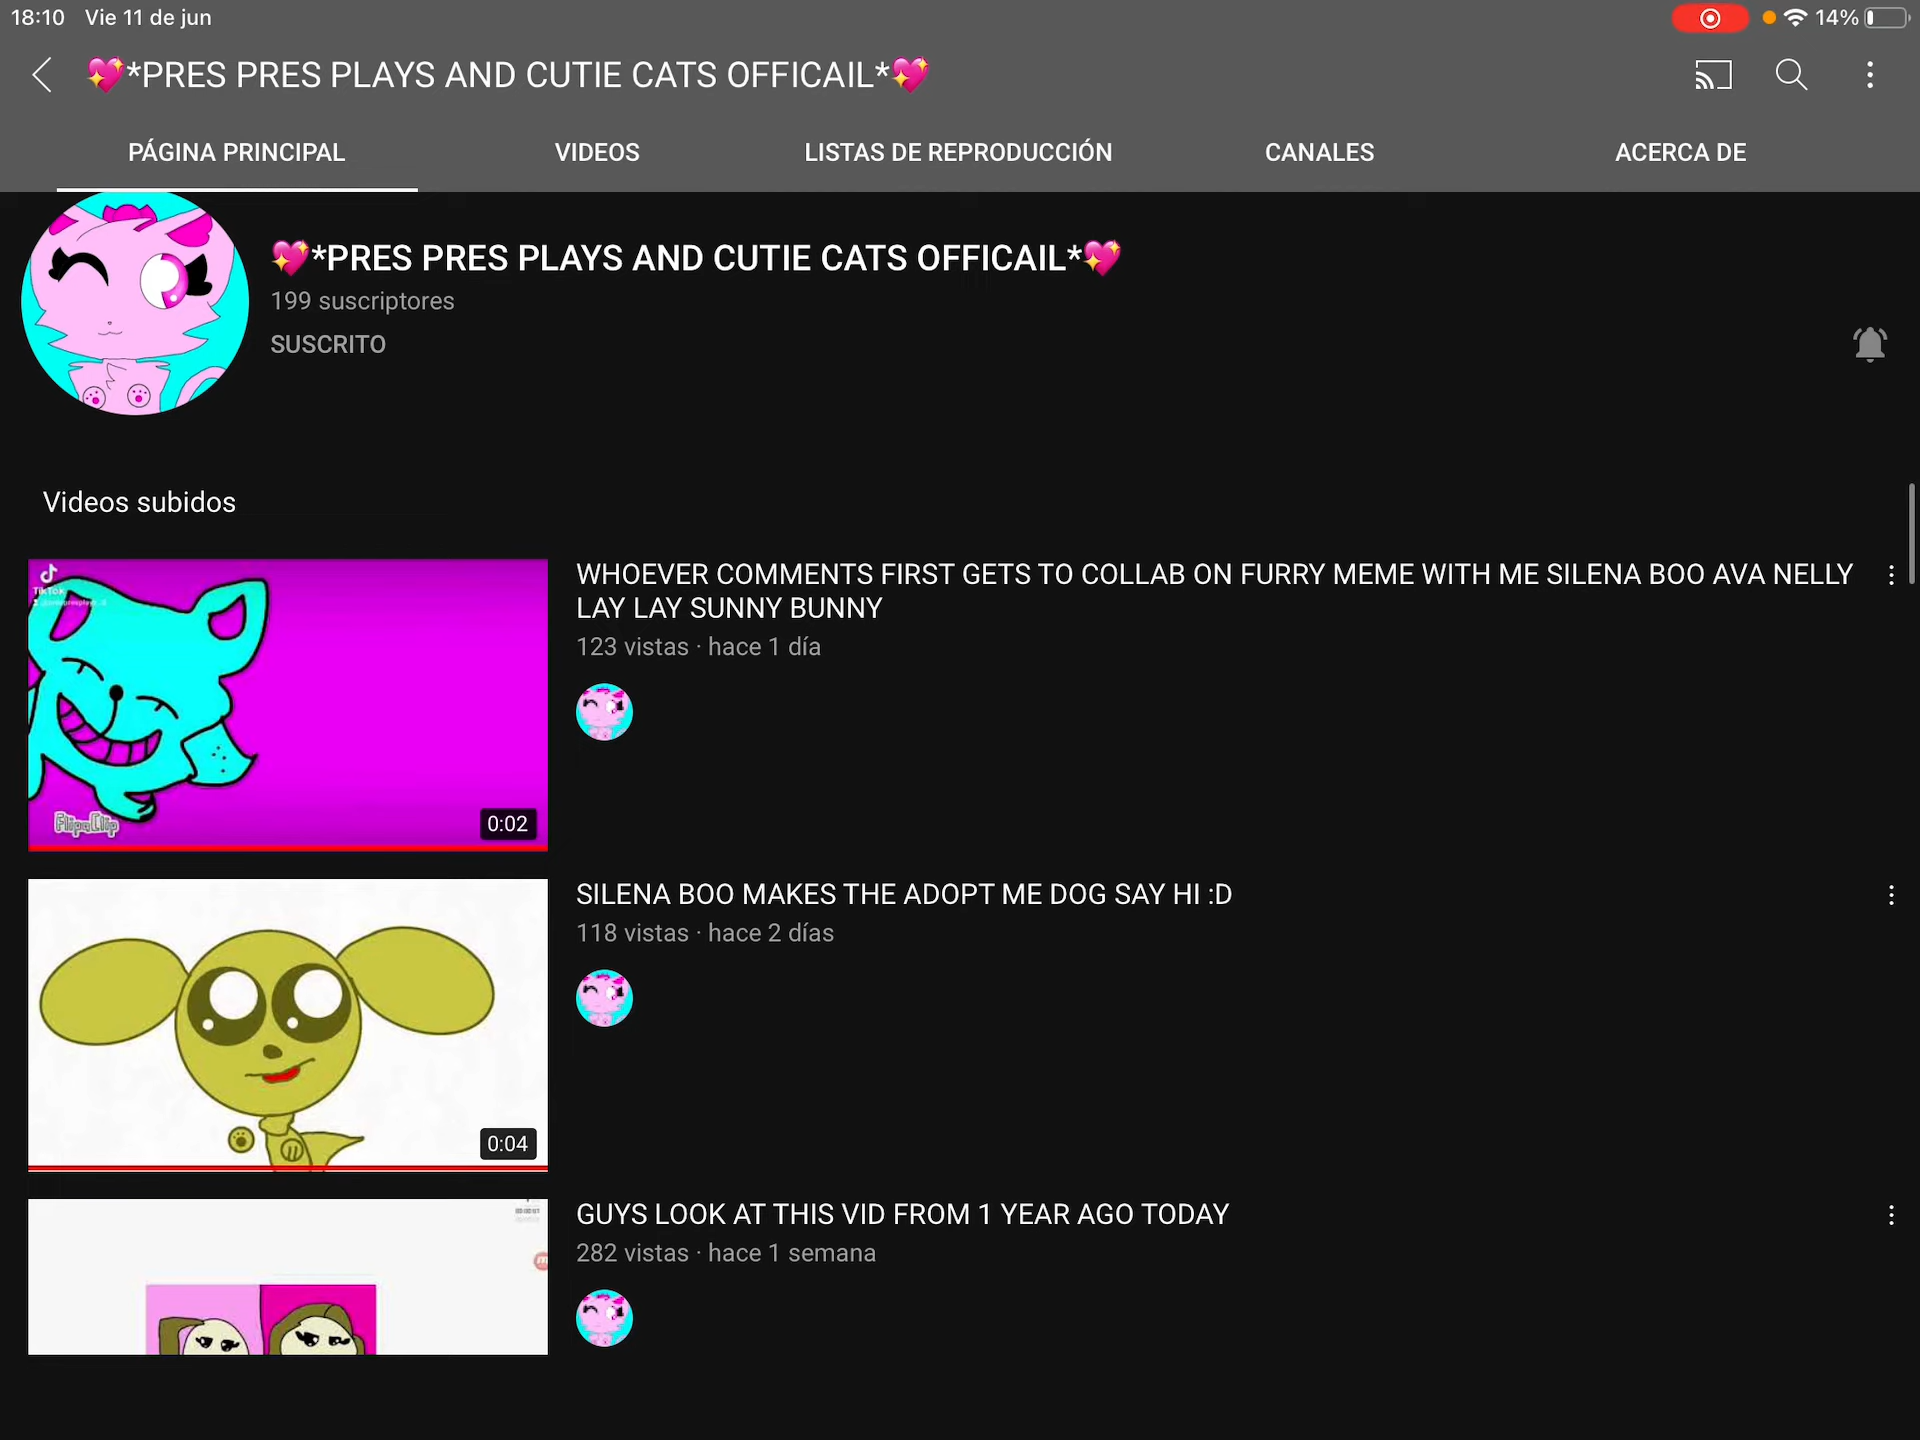 18:10 Vie 11 de jun
14%
💖*PRES PRES PLAYS AND CUTIE CATS OFFICAIL*💖
PÁGINA PRINCIPAL
VIDEOS
LISTAS DE REPRODUCCIÓN
CANALES
ACERCA DE
💖*PRES PRES PLAYS AND CUTIE CATS OFFICAIL*💖
199 suscriptores
SUSCRITO
Videos subidos
TikTok
FlipaClip
0:02
WHOEVER COMMENTS FIRST GETS TO COLLAB ON FURRY MEME WITH ME SILENA BOO AVA NELLY
LAY LAY SUNNY BUNNY
123 vistas · hace 1 día
0:04
SILENA BOO MAKES THE ADOPT ME DOG SAY HI :D
118 vistas · hace 2 días
GUYS LOOK AT THIS VID FROM 1 YEAR AGO TODAY
282 vistas · hace 1 semana